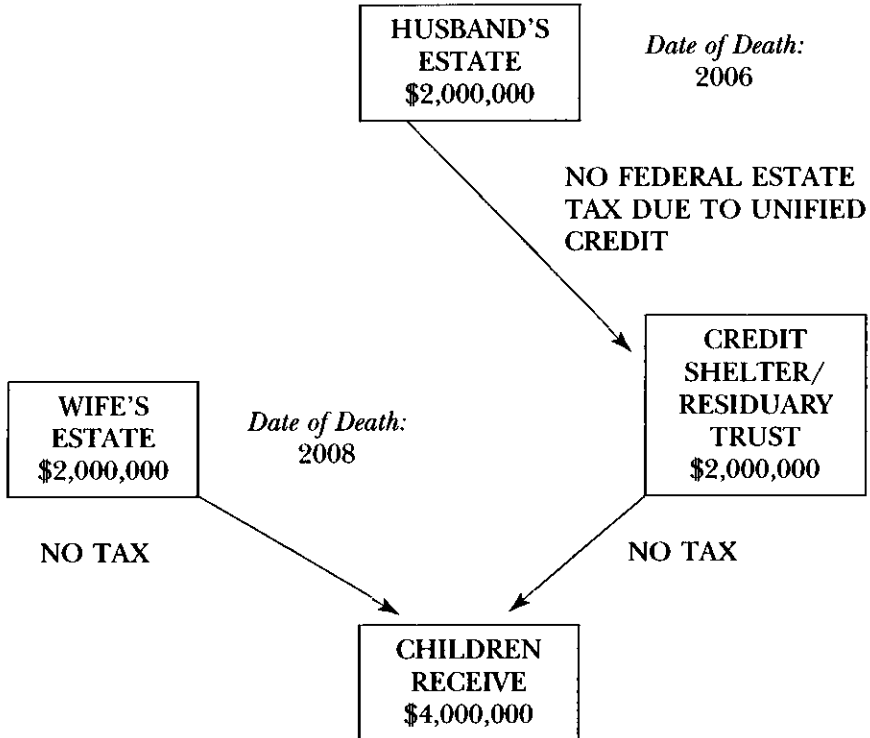 HUSBAND'S
ESTATE
$2,000,000
Date of Death:
2006
NO FEDERAL ESTATE
TAX DUE TO UNIFIED
CREDIT
CREDIT
SHELTER/
RESIDUARY
TRUST
$2,000,000
WIFE'S
ESTATE
$2,000,000
Date of Death:
2008
NO TAX
NO TAX
CHILDREN
RECEIVE
$4,000,000